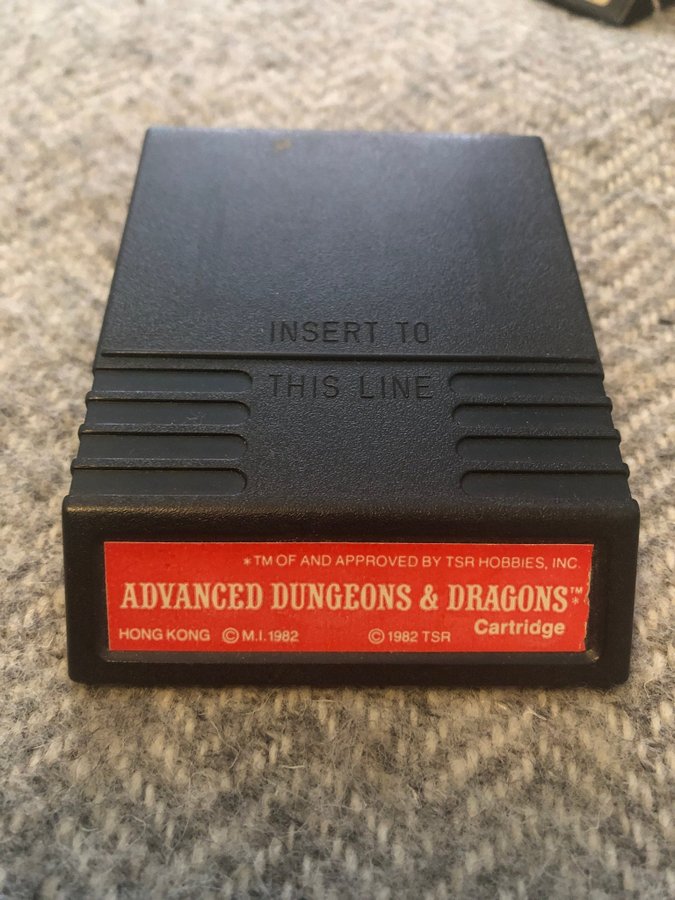 INSERT TO
THIS LINE
*TM OF AND APPROVED BY TSR HOBBIES, INC.
ADVANCED DUNGEONS & DRAGONS™*
Cartridge
HONG KONG ©M.I. 1982 ©1982 TSR